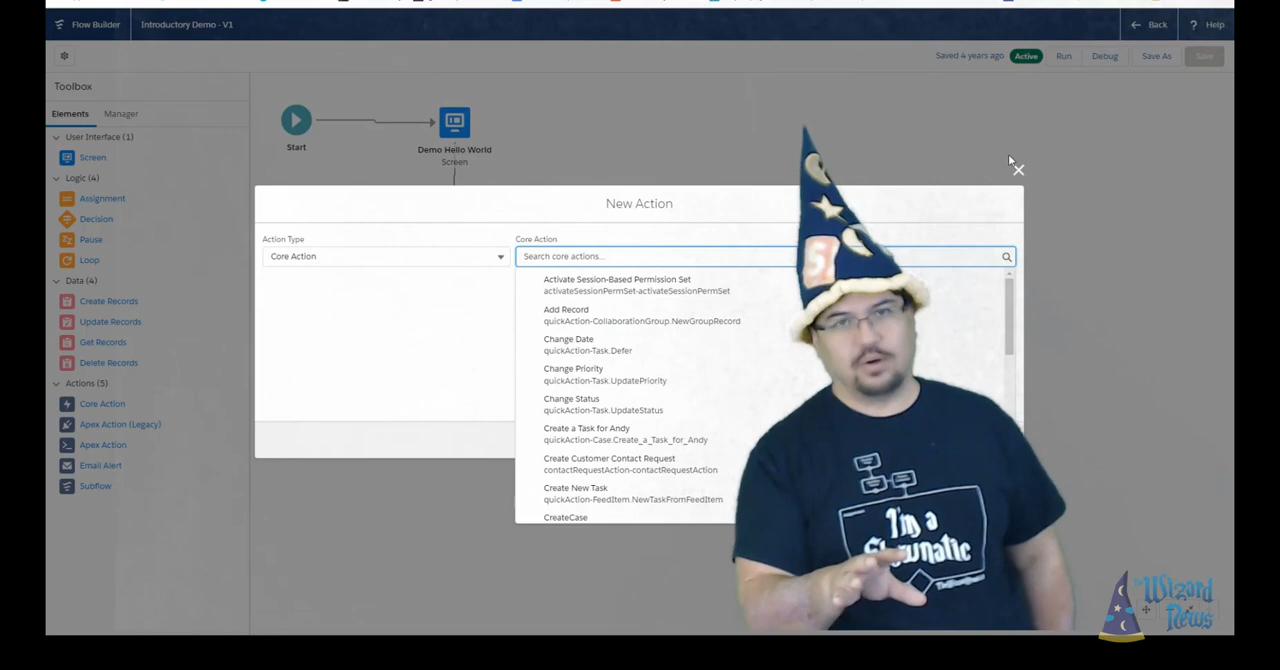 Flow Builder
Introductory Demo - V1
Back
? Help
Saved 4 years ago
Active
Run
Debug
Save As
Save
Toolbox
Elements
Manager
User Interface (1)
Screen
Logic (4)
Assignment
Decision
Pause
Loop
Data (4)
Create Records
Update Records
Get Records
Delete Records
Actions (5)
Core Action
Apex Action (Legacy)
Apex Action
Email Alert
Subflow
Start
Demo Hello World
Screen
New Action
Action Type
Core Action
Core Action
Search core actions...
Activate Session-Based Permission Set
activateSessionPermSet-activateSessionPermSet
Add Record
quickAction-CollaborationGroup.NewGroupRecord
Change Date
quickAction-Task.Defer
Change Priority
quickAction-Task.UpdatePriority
Change Status
quickAction-Task.UpdateStatus
Create a Task for Andy
quickAction-Case.Create_a_Task_for_Andy
Create Customer Contact Request
contactRequestAction-contactRequestAction
Create New Task
quickAction-FeedItem.NewTaskFromFeedItem
CreateCase
5
I'm a
The Wizard
News